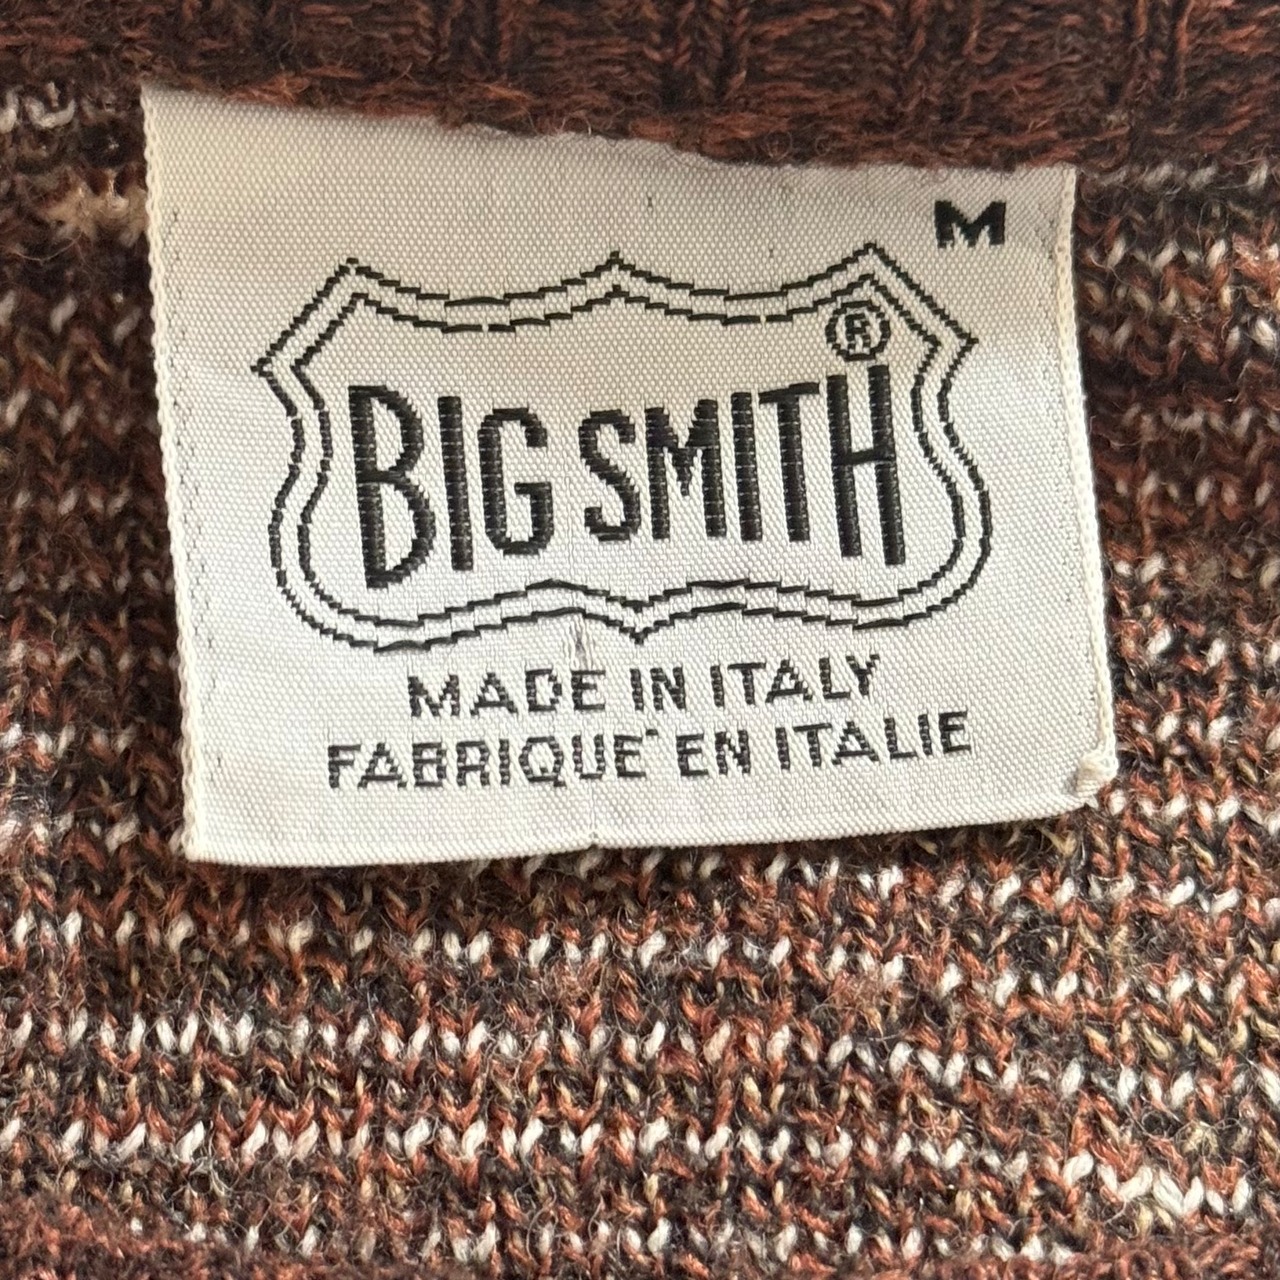 M
BIG SMITH®
MADE IN ITALY
FABRIQUE¨ EN ITALIE